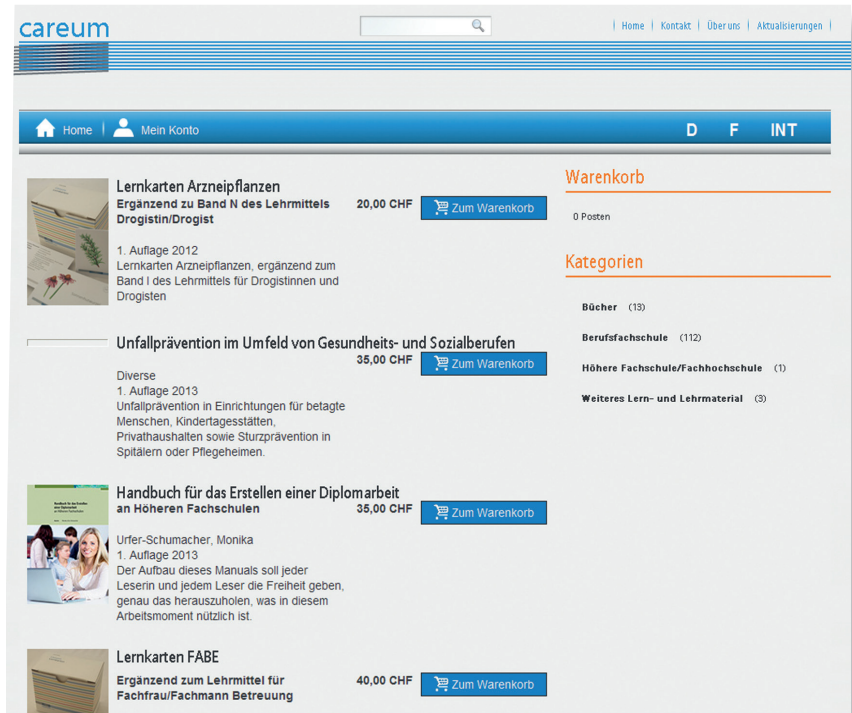 careum
Home | Kontakt | Über uns | Aktualisierungen
Home | Mein Konto
D F INT
Lernkarten Arzneipflanzen
Ergänzend zu Band N des Lehrmittels
Drogistin/Drogist
20,00 CHF
Zum Warenkorb
1. Auflage 2012
Lernkarten Arzneipflanzen, ergänzend zum
Band I des Lehrmittels für Drogistinnen und
Drogisten
Unfallprävention im Umfeld von Gesundheits- und Sozialberufen
35,00 CHF
Zum Warenkorb
Diverse
1. Auflage 2013
Unfallprävention in Einrichtungen für betagte
Menschen, Kindertagesstätten,
Privathaushalten sowie Sturzprävention in
Spitälern oder Pflegeheimen.
Handbuch für das Erstellen einer Diplomarbeit
an Höheren Fachschulen
35,00 CHF
Zum Warenkorb
Urfer-Schumacher, Monika
1. Auflage 2013
Der Aufbau dieses Manuals soll jeder
Leserin und jedem Leser die Freiheit geben,
genau das herauszuholen, was in diesem
Arbeitsmoment nützlich ist.
Lernkarten FABE
Ergänzend zum Lehrmittel für
Fachfrau/Fachmann Betreuung
40,00 CHF
Zum Warenkorb
Warenkorb
0 Posten
Kategorien
Bücher (13)
Berufsfachschule (112)
Höhere Fachschule/Fachhochschule (1)
Weiteres Lern- und Lehrmaterial (3)